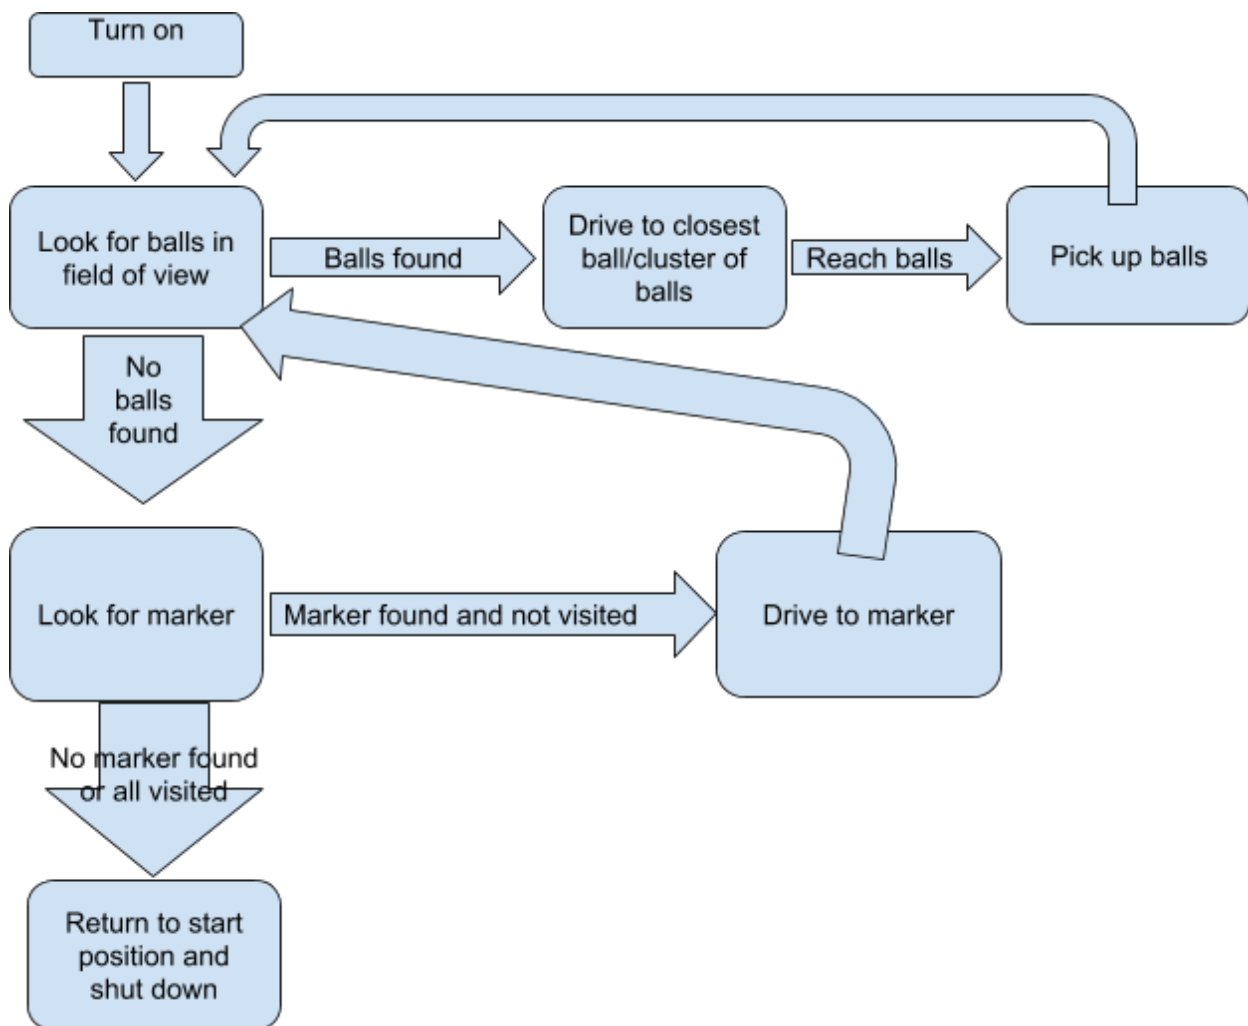 Turn on
Look for balls in
field of view
Balls found
Drive to closest
ball/cluster of
balls
Reach balls
Pick up balls
No
balls
found
Look for marker
Marker found and not visited
Drive to marker
No marker found
or all visited
Return to start
position and
shut down